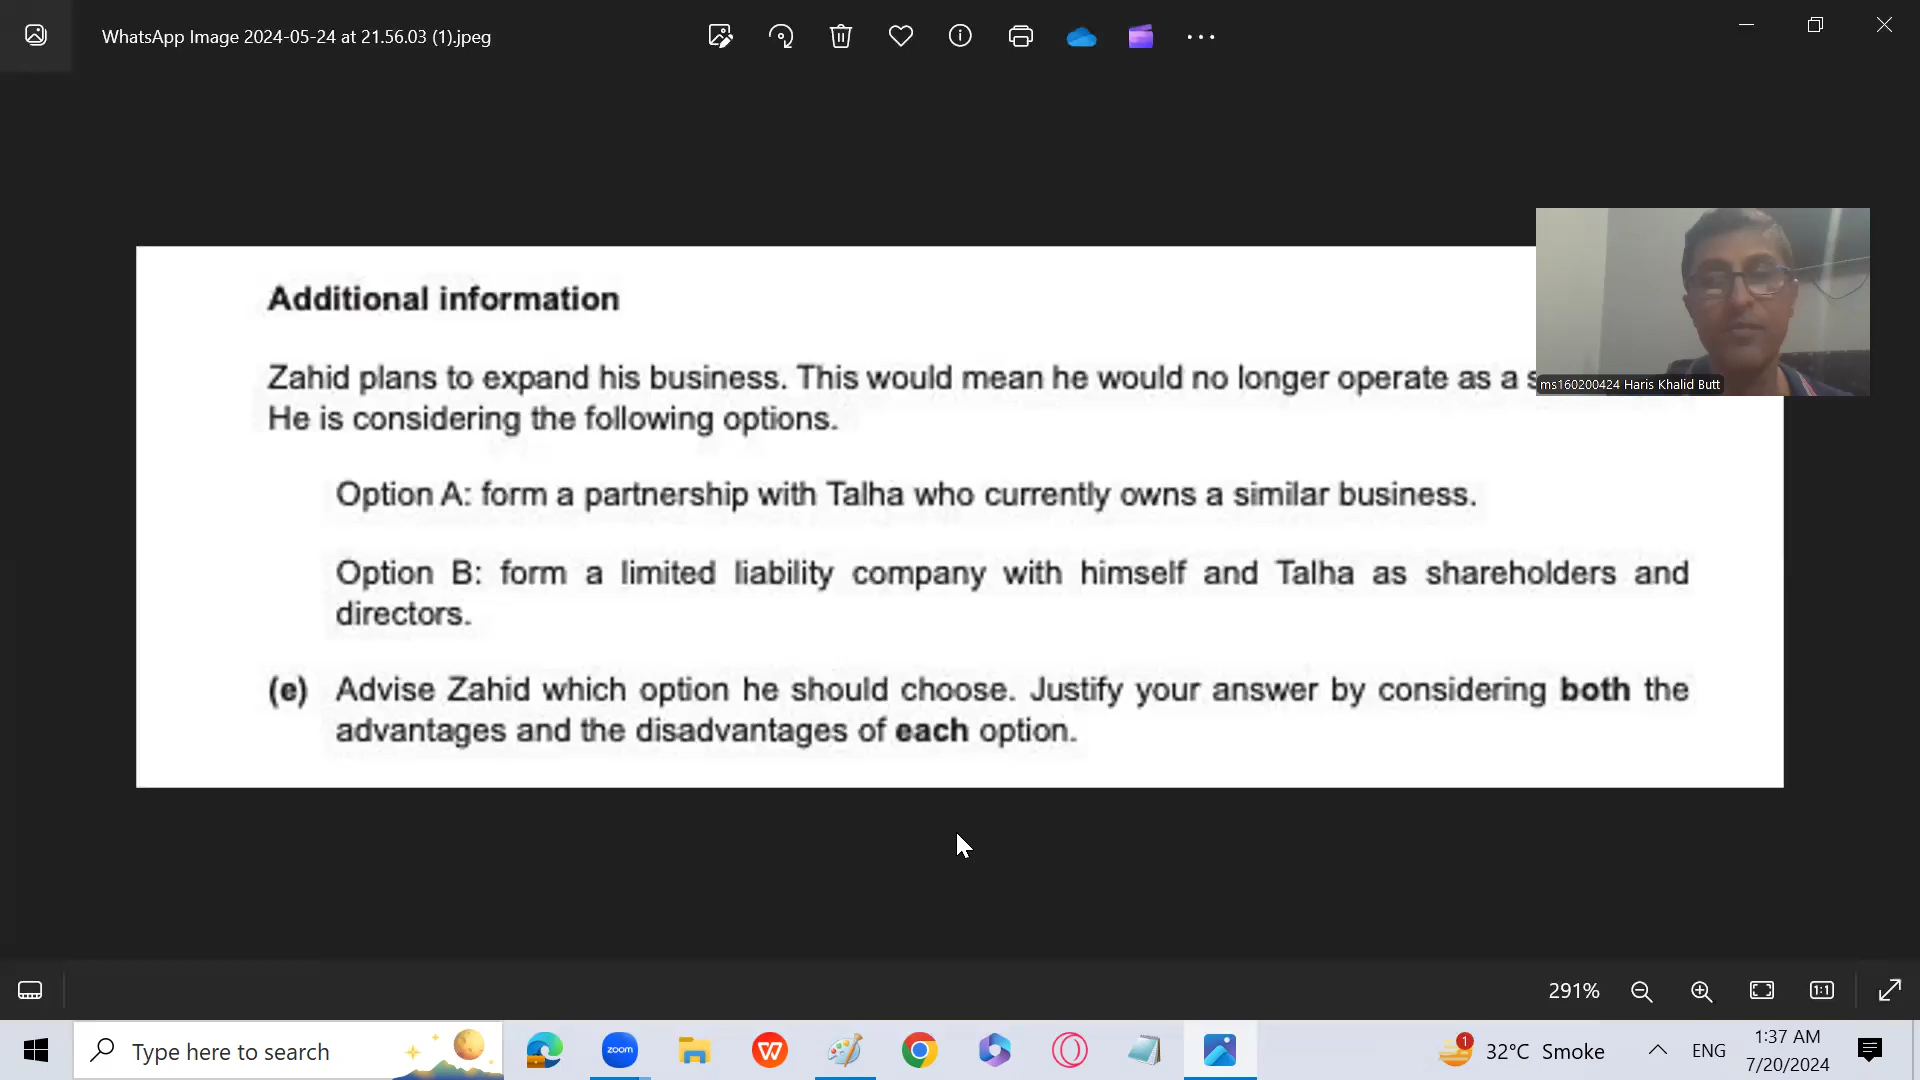 WhatsApp Image 2024-05-24 at 21.56.03 (1).jpeg
Additional information
Zahid plans to expand his business. This would mean he would no longer operate as a s
ms160200424 Haris Khalid Butt
He is considering the following options.
Option A: form a partnership with Talha who currently owns a similar business.
Option B: form a limited liability company with himself and Talha as shareholders and
directors.
(e) Advise Zahid which option he should choose. Justify your answer by considering both the
advantages and the disadvantages of each option.
291%
1:1
Type here to search
zoom
W
1
32°C Smoke
ENG
1:37 AM
7/20/2024